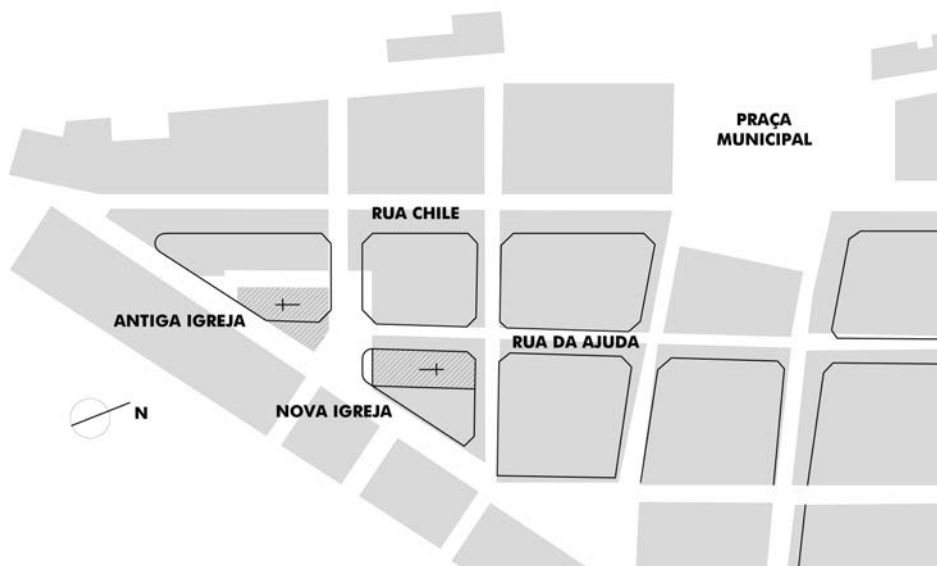 PRAÇA
MUNICIPAL
RUA CHILE
ANTIGA IGREJA
RUA DA AJUDA
NOVA IGREJA
N